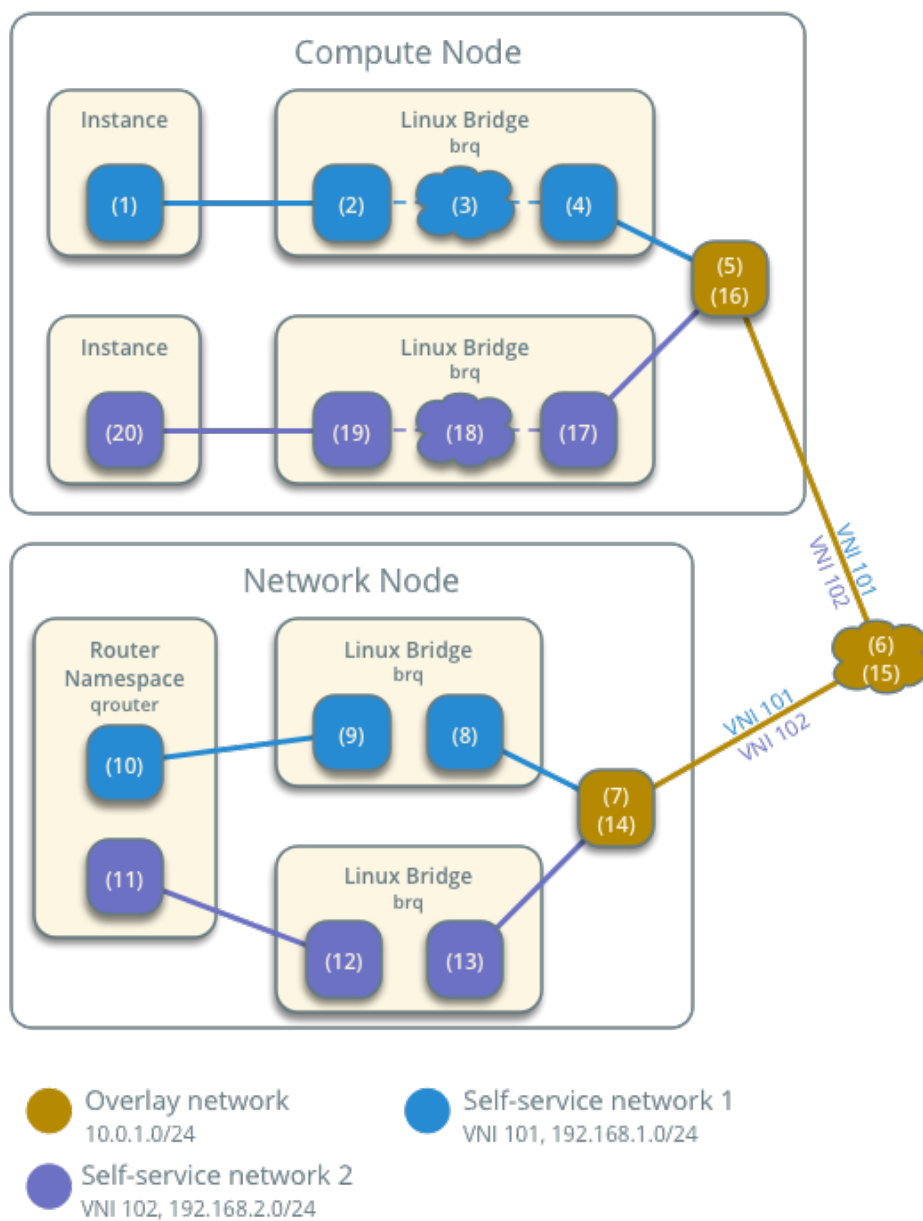 Compute Node
Instance
Linux Bridge
brq
(1)
(2)
(3)
(4)
(5)
(16)
Instance
Linux Bridge
brq
(20)
(19)
(18)
(17)
VNI 101
VNI 102
Network Node
Router
Namespace
qrouter
Linux Bridge
brq
(6)
(15)
(10)
(9)
(8)
VNI 101
VNI 102
(7)
(14)
(11)
Linux Bridge
brq
(12)
(13)
Overlay network
10.0.1.0/24
Self-service network 1
VNI 101, 192.168.1.0/24
Self-service network 2
VNI 102, 192.168.2.0/24